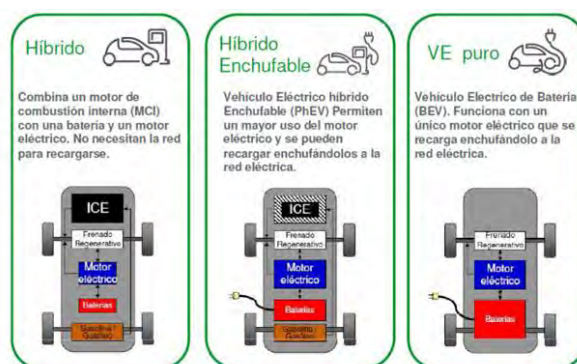 Híbrido
Combina un motor de
combustión interna (MCI)
con una batería y un motor
eléctrico. No necesitan la red
para recargarse.
ICE
Frenado
Regenerativo
Motor
eléctrico
Baterías
Gasolina /
Gasóleo
Híbrido
Enchufable
Vehículo Eléctrico híbrido
Enchufable (PhEV) Permiten
un mayor uso del motor
eléctrico y se pueden
recargar enchufándolos a la
red eléctrica.
ICE
Frenado
Regenerativo
Motor
eléctrico
Baterías
Gasolina /
Gasóleo
VE puro
Vehículo Electrico de Bateria
(BEV). Funciona con un
único motor eléctrico que se
recarga enchufándolo a la
red eléctrica.
Frenado
Regenerativo
Motor
eléctrico
Baterías